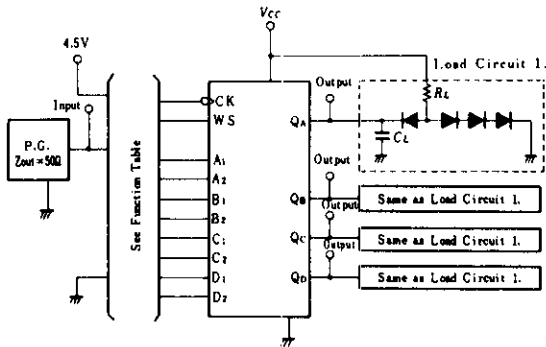 Vcc
4.5V
Load Circuit 1.
Output
RL
Input
CK
WS
QA
CL
P.G.
Zout = 50Ω
See Function Table
A1
A2
B1
B2
C1
C2
D1
D2
Output
QB
Same as Load Circuit 1.
Output
QC
Same as Load Circuit 1.
Output
QD
Same as Load Circuit 1.